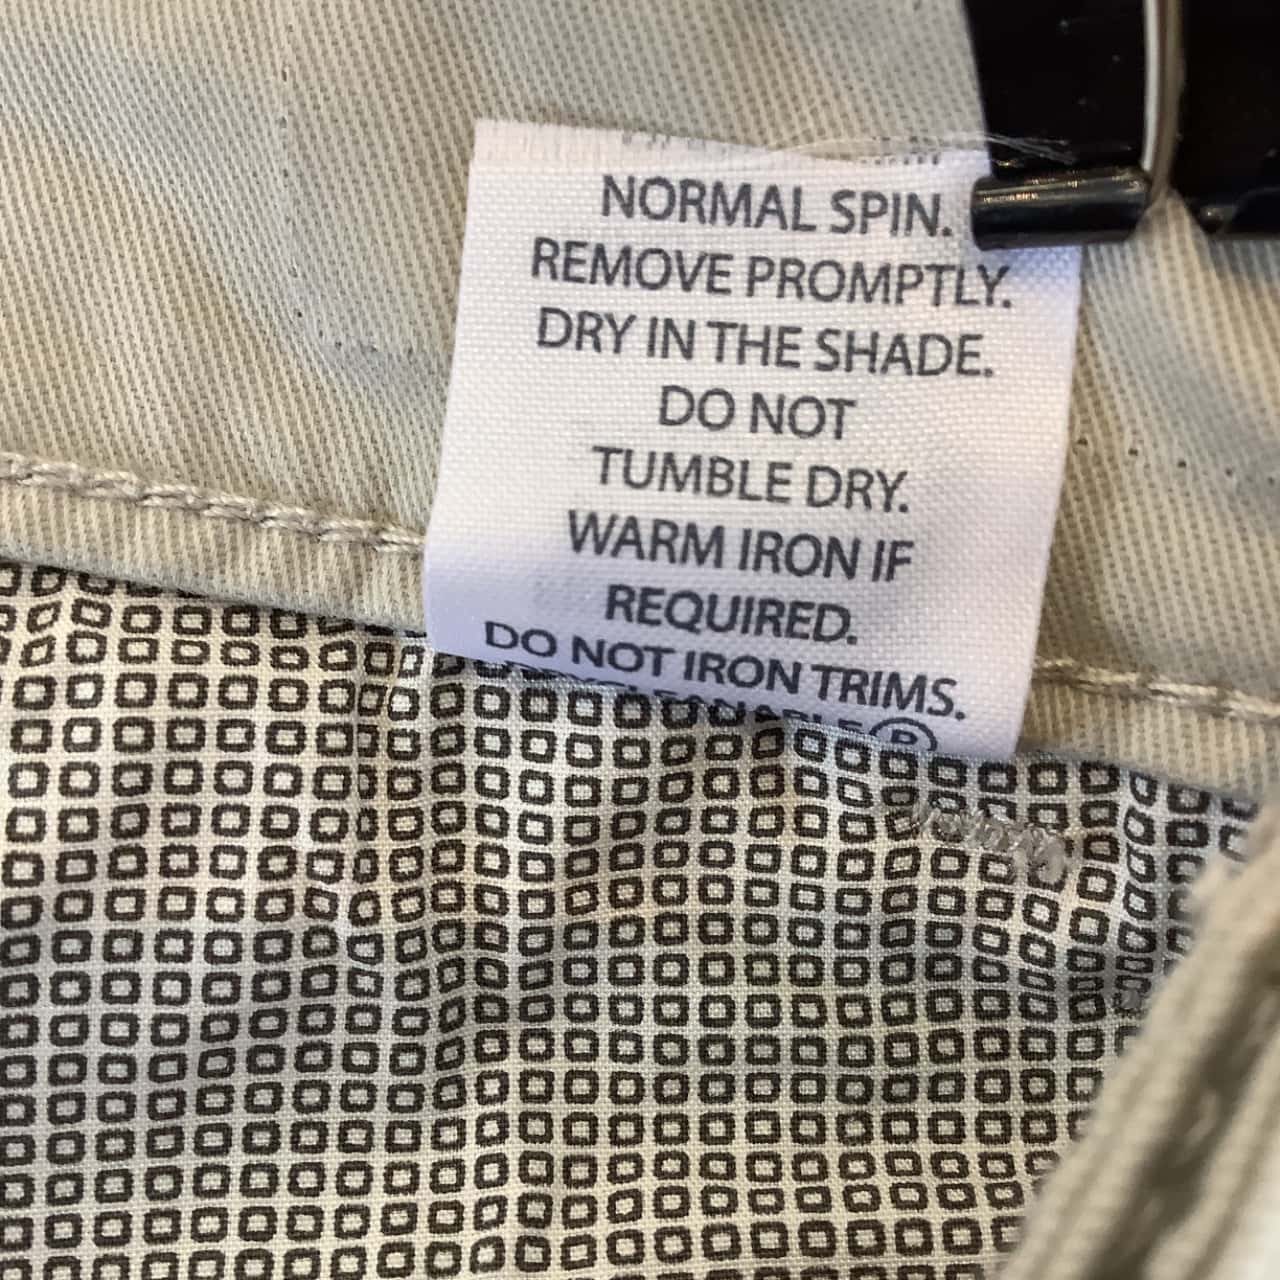 NORMAL SPIN.
REMOVE PROMPTLY.
DRY IN THE SHADE.
DO NOT
TUMBLE DRY.
WARM IRON IF
REQUIRED.
DO NOT IRON TRIMS.
DRYCLEANABLE Ⓟ